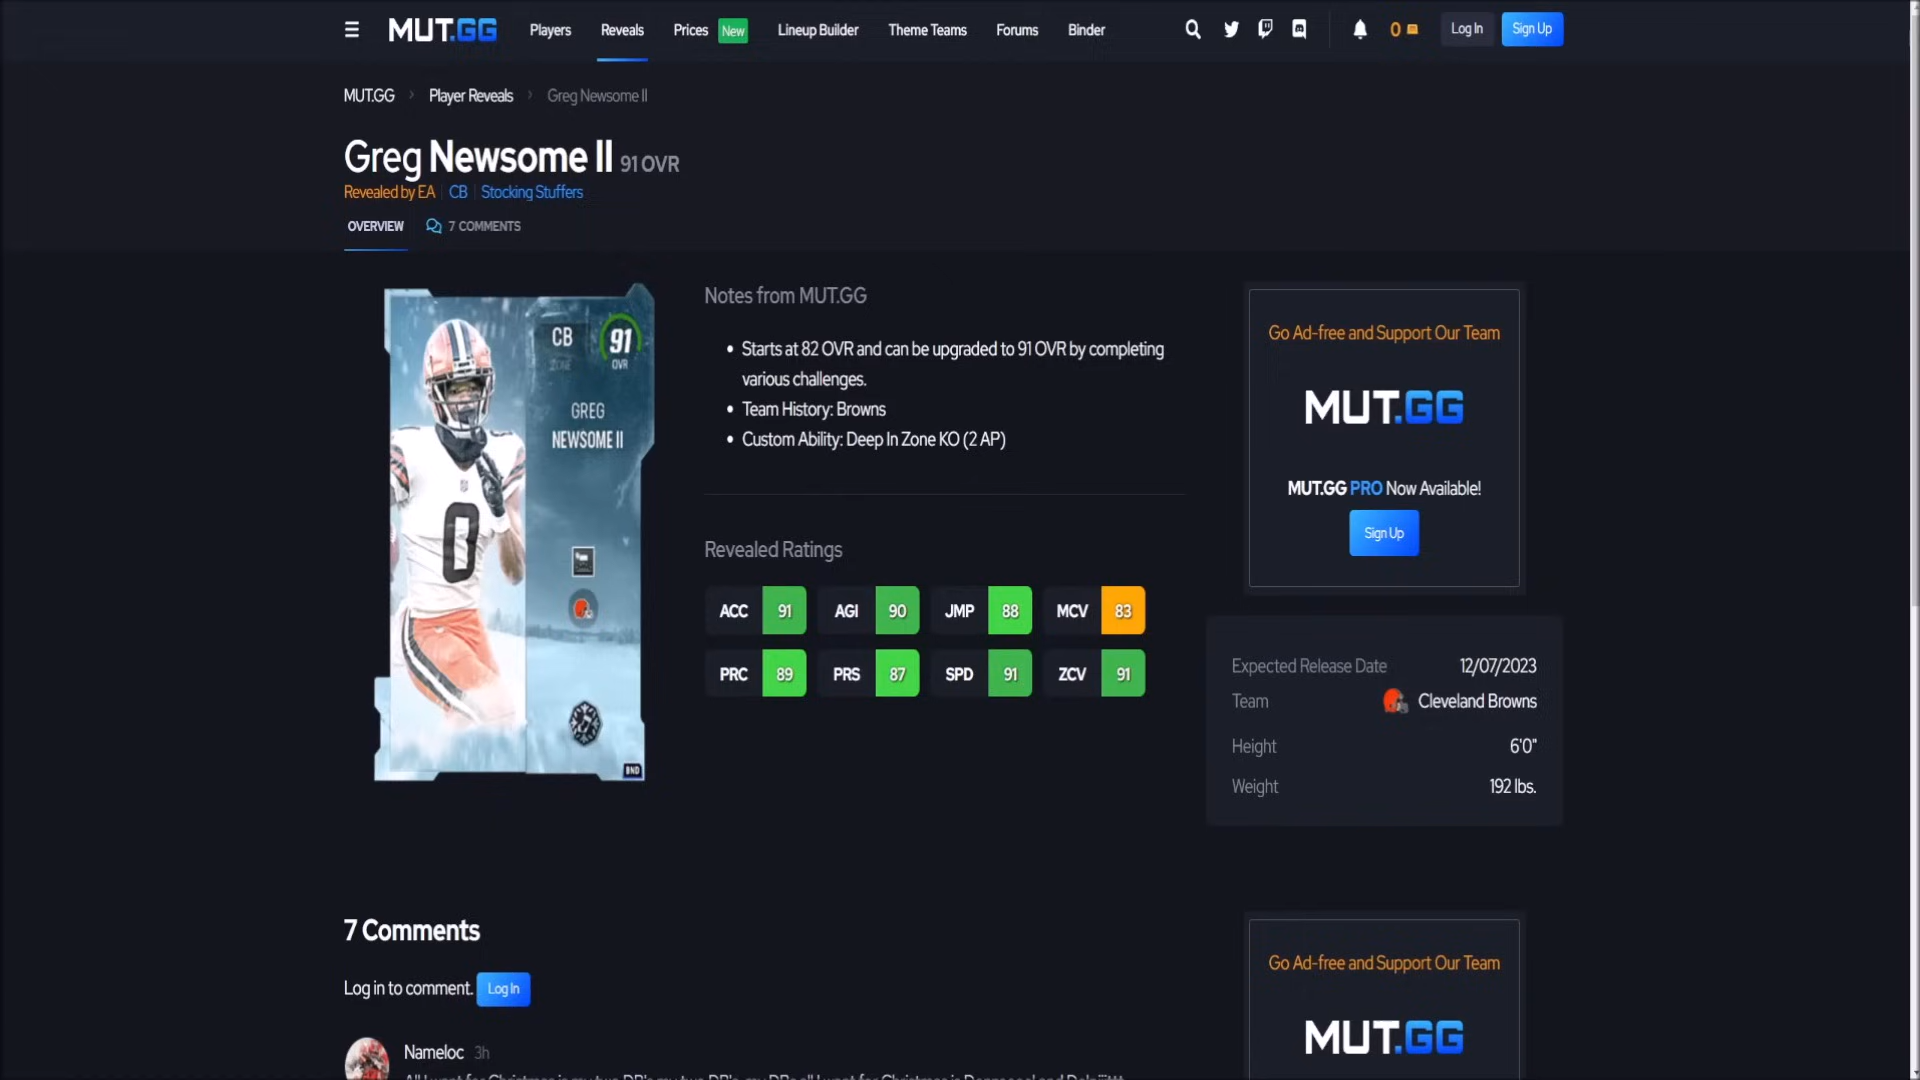 MUT.GG
Players
Reveals
Prices New
Lineup Builder
Theme Teams
Forums
Binder
0
Log In
Sign Up
MUT.GG
Player Reveals
Greg Newsome II
Greg Newsome II 91 OVR
Revealed by EA
CB
Stocking Stuffers
OVERVIEW
7 COMMENTS
CB
ZONE
91
OVR
GREG
NEWSOME II
0
BND
Notes from MUT.GG
• Starts at 82 OVR and can be upgraded to 91 OVR by completing
various challenges.
• Team History: Browns
• Custom Ability: Deep In Zone KO (2 AP)
Revealed Ratings
ACC 91
AGI 90
JMP 88
MCV 83
PRC 89
PRS 87
SPD 91
ZCV 91
Go Ad-free and Support Our Team
MUT.GG
MUT.GG PRO Now Available!
Sign Up
Expected Release Date 12/07/2023
Team Cleveland Browns
Height 6'0"
Weight 192 lbs.
7 Comments
Log in to comment. Log In
Nameloc 3h
Go Ad-free and Support Our Team
MUT.GG